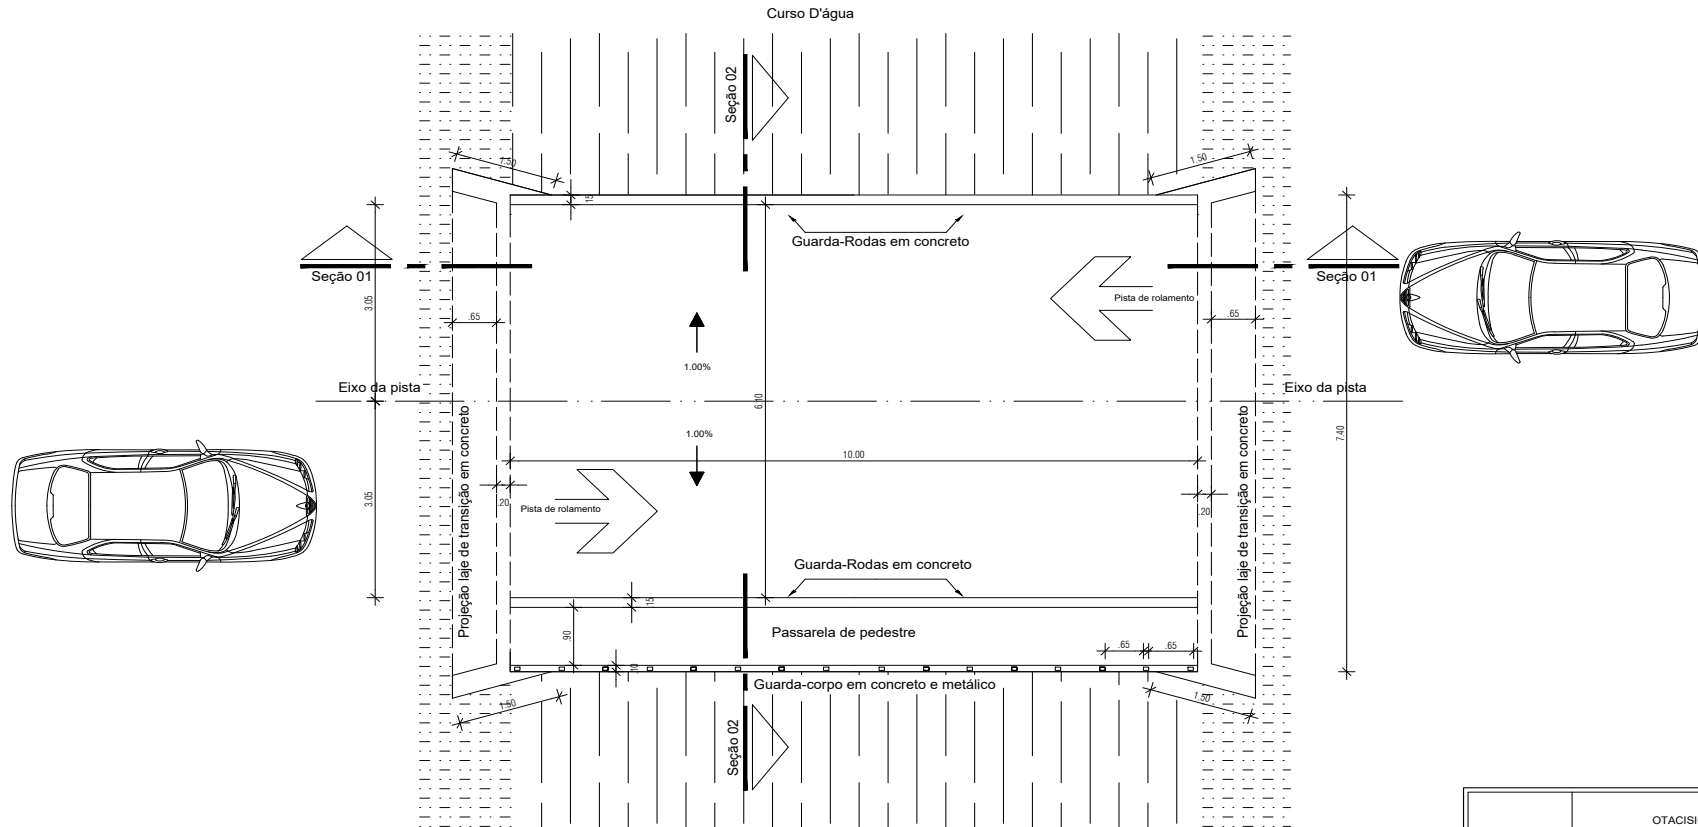 Curso D'água
Seção 02
1.50
1.50
.15
Guarda-Rodas em concreto
Seção 01
Seção 01
Pista de rolamento
3.05
.65
.65
1.00%
Eixo da pista
Eixo da pista
6.10
1.00%
7.40
10.00
Projeção laje de transição em concreto
Projeção laje de transição em concreto
3.05
.20
.20
Pista de rolamento
Guarda-Rodas em concreto
.15
.90
Passarela de pedestre
.65
.65
.10
Guarda-corpo em concreto e metálico
1.50
1.50
Seção 02
OTACISI